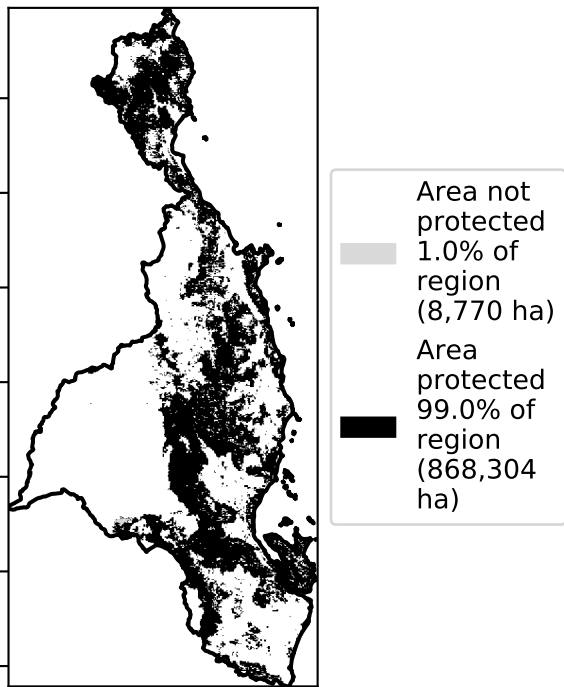 Area not
protected
1.0% of
region
(8,770 ha)
Area
protected
99.0% of
region
(868,304
ha)